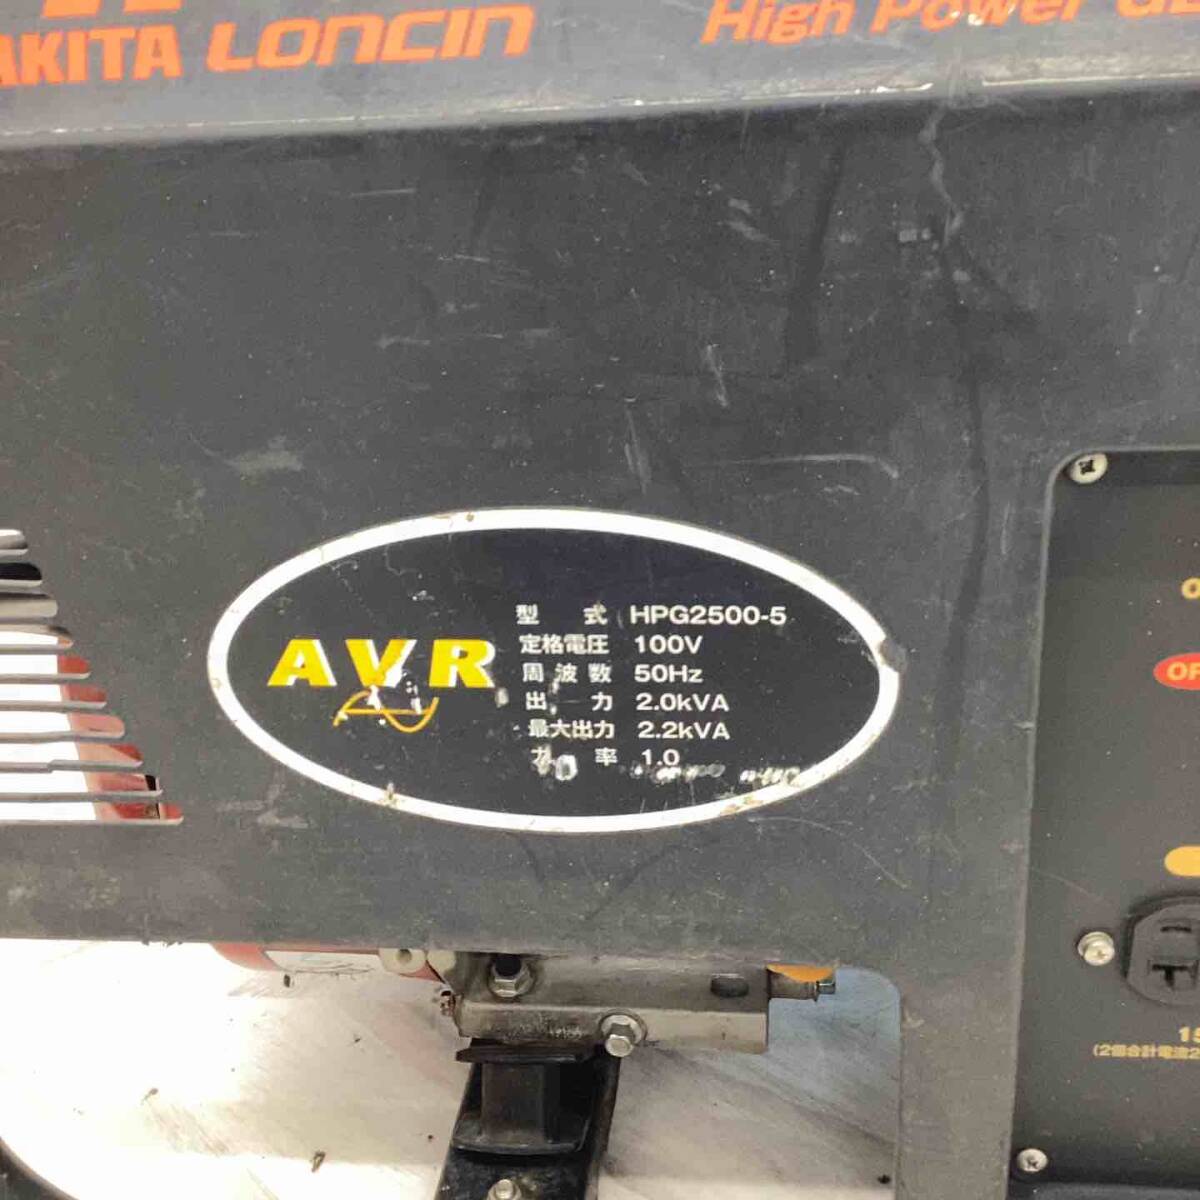 AKITA LONCIN
High Power
AVR
型 式 HPG2500-5
定格電圧 100V
周波数 50Hz
出 力 2.0kVA
最大出力 2.2kVA
力 率 1.0